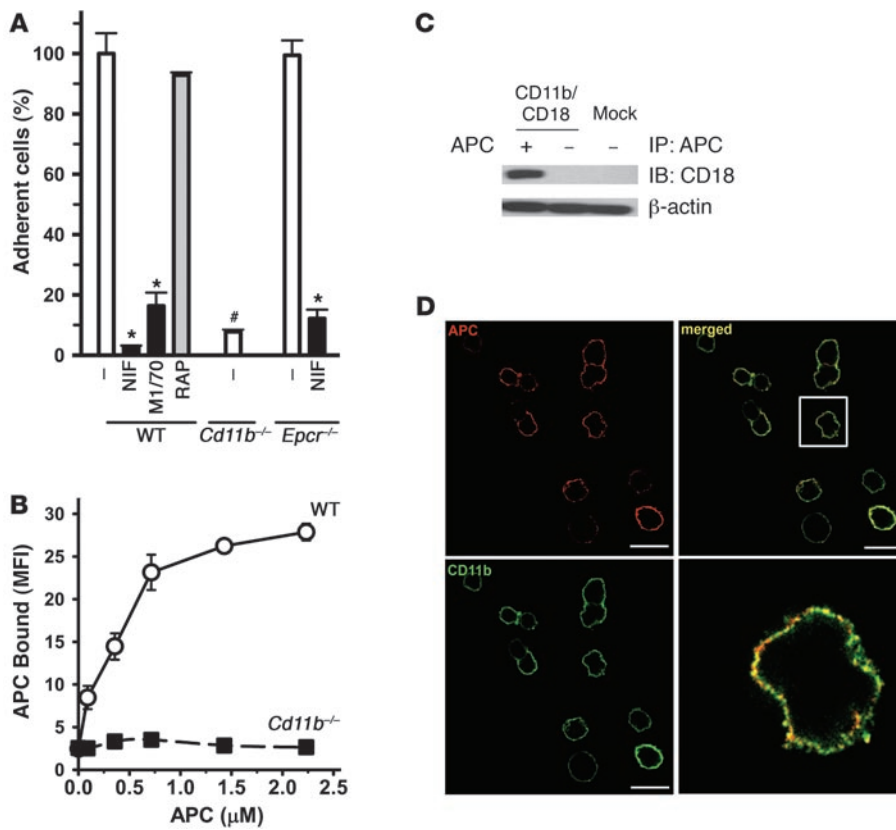 A
Adherent cells (%)
100
80
60
40
20
0
*
*
#
*
–
NIF
M1/70
RAP
–
–
NIF
WT
Cd11b⁻/⁻
Epcr⁻/⁻
B
APC Bound (MFI)
30
25
20
15
10
5
0
WT
Cd11b⁻/⁻
0.0 0.5 1.0 1.5 2.0 2.5
APC (μM)
C
CD11b/
CD18 Mock
APC + – – IP: APC
IB: CD18
β-actin
D
APC
merged
CD11b